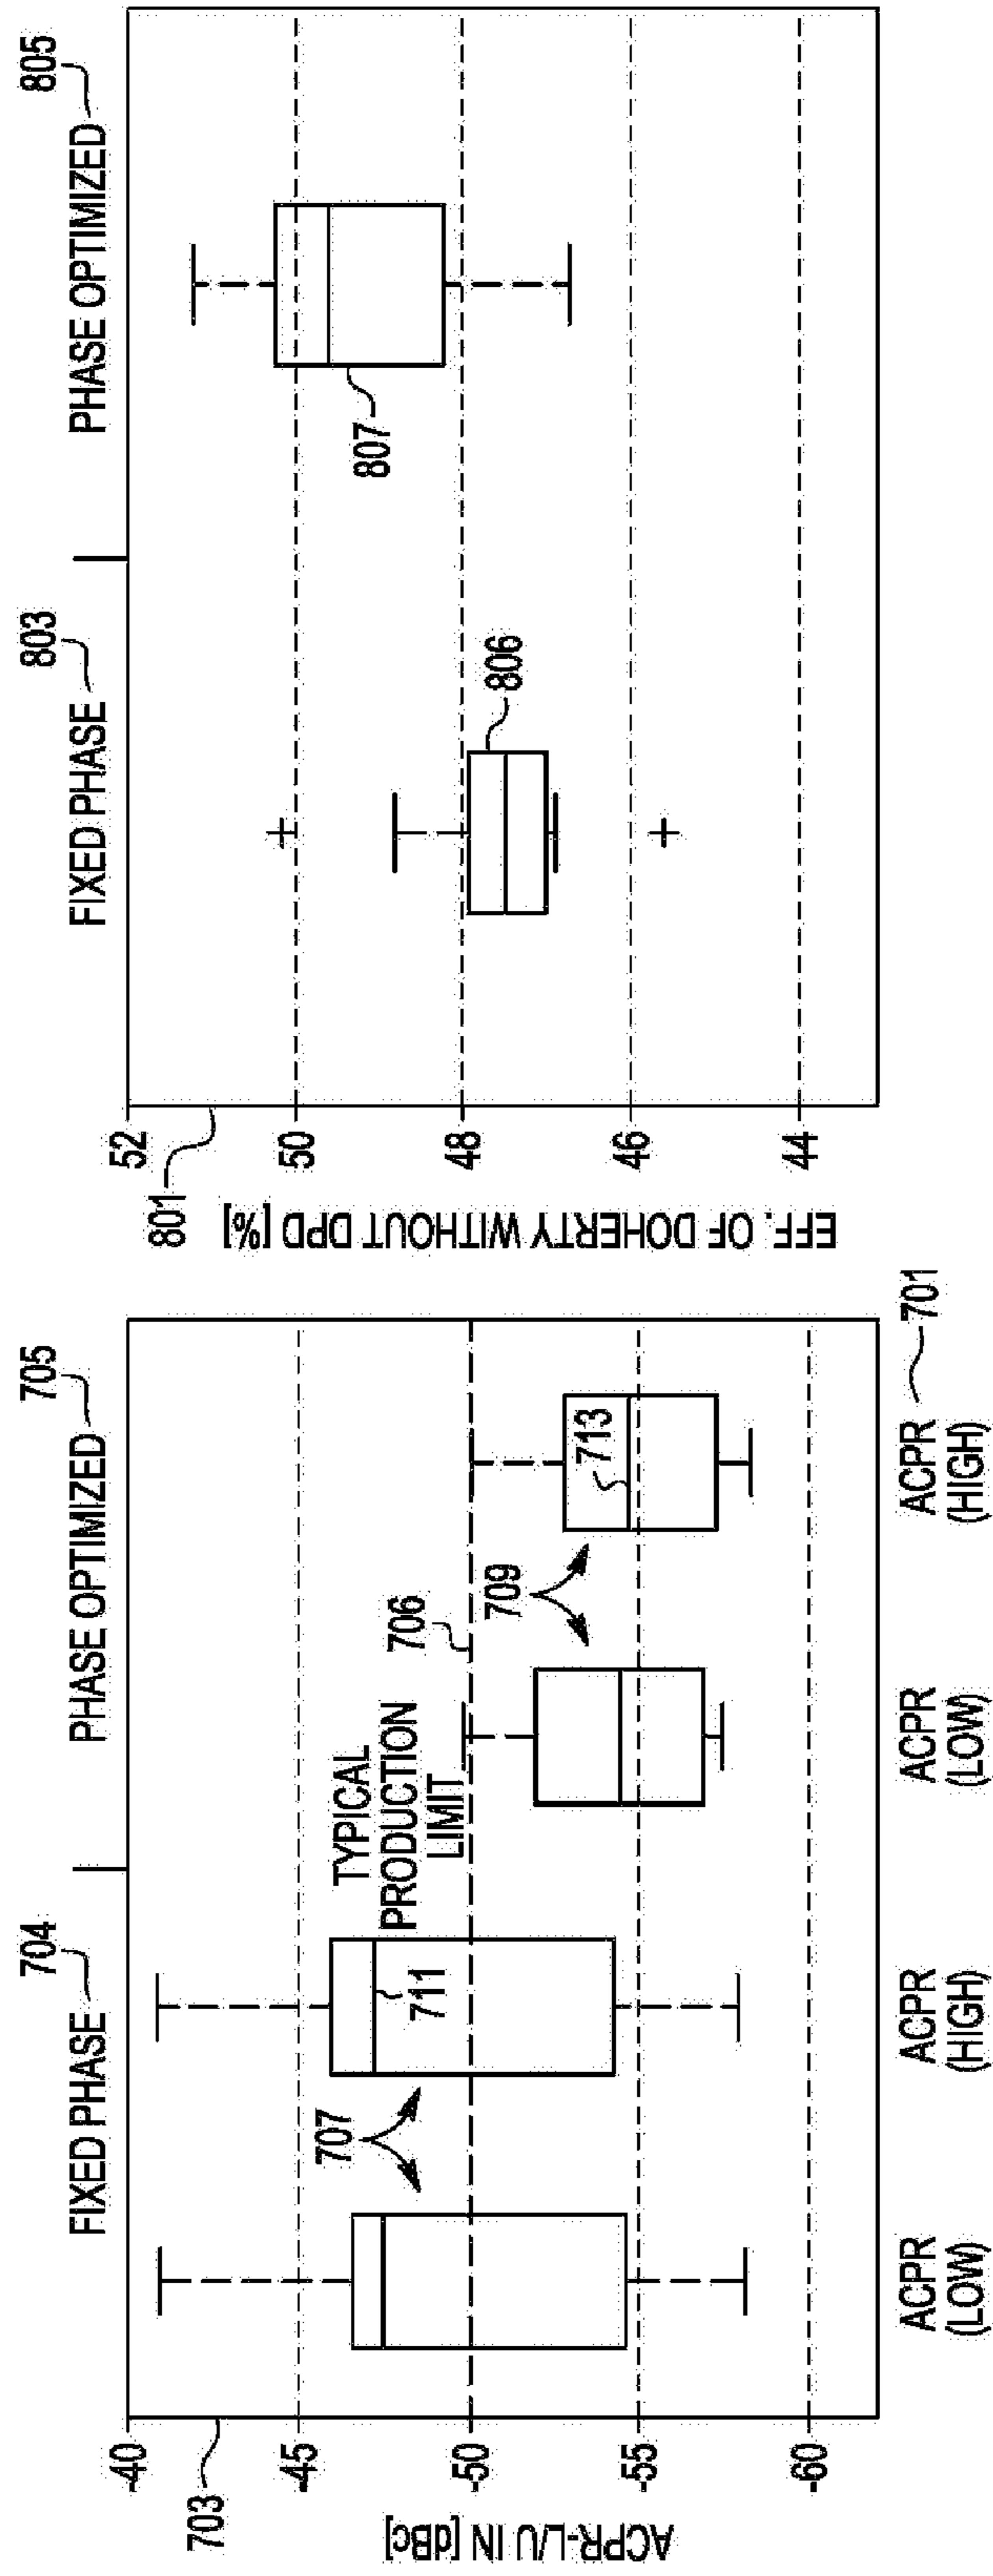 704
FIXED PHASE
705
PHASE OPTIMIZED
703
-40
-45
-50
-55
-60
ACPR-L/U IN [dBc]
707
711
TYPICAL
PRODUCTION
LIMIT
706
709
713
ACPR
(LOW)
ACPR
(HIGH)
ACPR
(LOW)
ACPR
(HIGH)
701
803
FIXED PHASE
805
PHASE OPTIMIZED
801
52
50
48
46
44
EFF. OF DOHERTY WITHOUT DPD [%]
806
807